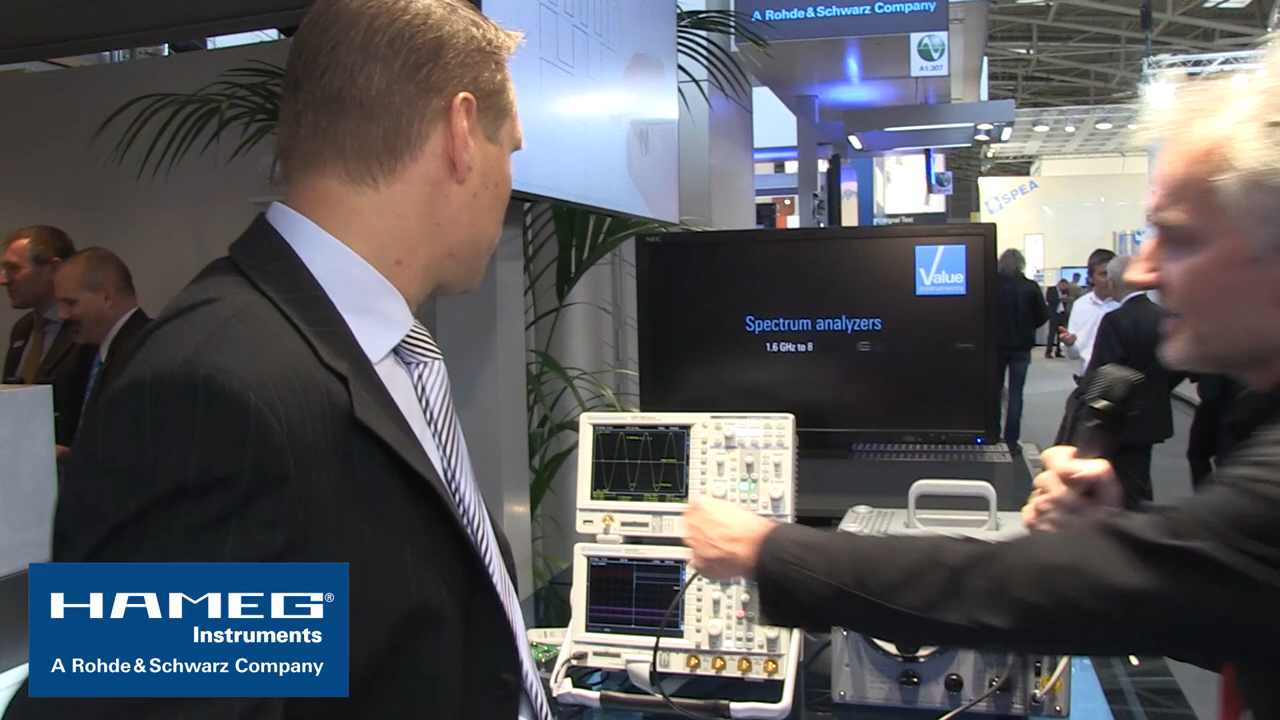 A Rohde & Schwarz Company
A1.307
SPEA
NEC
Value
Instruments
Spectrum analyzers
1.6 GHz to 8
HAMEG®
Instruments
A Rohde & Schwarz Company